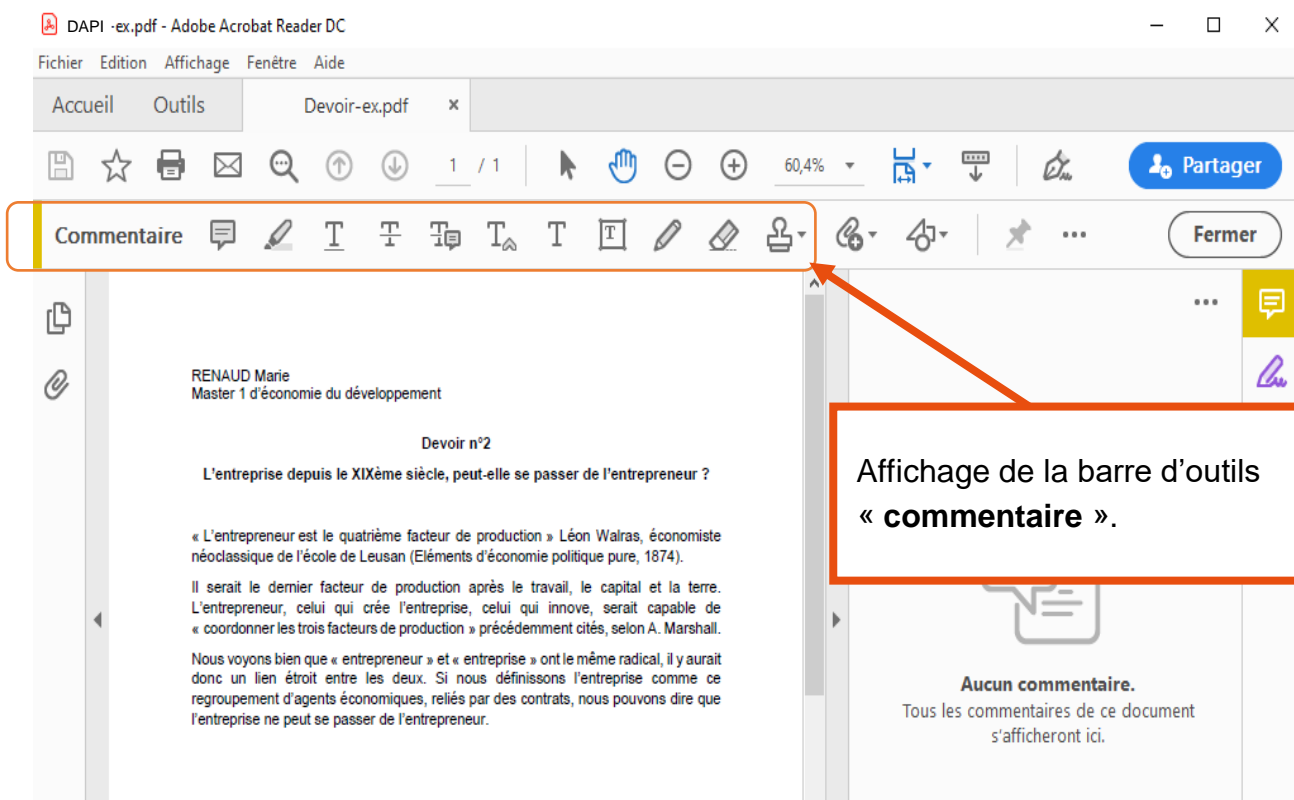 DAPI -ex.pdf - Adobe Acrobat Reader DC
Fichier Edition Affichage Fenêtre Aide
Accueil Outils Devoir-ex.pdf ×
1 / 1 60,4% Partager
Commentaire Fermer
RENAUD Marie
Master 1 d'économie du développement
Devoir n°2
L'entreprise depuis le XIXème siècle, peut-elle se passer de l'entrepreneur ?
« L'entrepreneur est le quatrième facteur de production » Léon Walras, économiste
néoclassique de l'école de Leusan (Eléments d'économie politique pure, 1874).
Il serait le dernier facteur de production après le travail, le capital et la terre.
L'entrepreneur, celui qui crée l'entreprise, celui qui innove, serait capable de
« coordonner les trois facteurs de production » précédemment cités, selon A. Marshall.
Nous voyons bien que « entrepreneur » et « entreprise » ont le même radical, il y aurait
donc un lien étroit entre les deux. Si nous définissons l'entreprise comme ce
regroupement d'agents économiques, reliés par des contrats, nous pouvons dire que
l'entreprise ne peut se passer de l'entrepreneur.
Affichage de la barre d'outils
« commentaire ».
Aucun commentaire.
Tous les commentaires de ce document
s'afficheront ici.